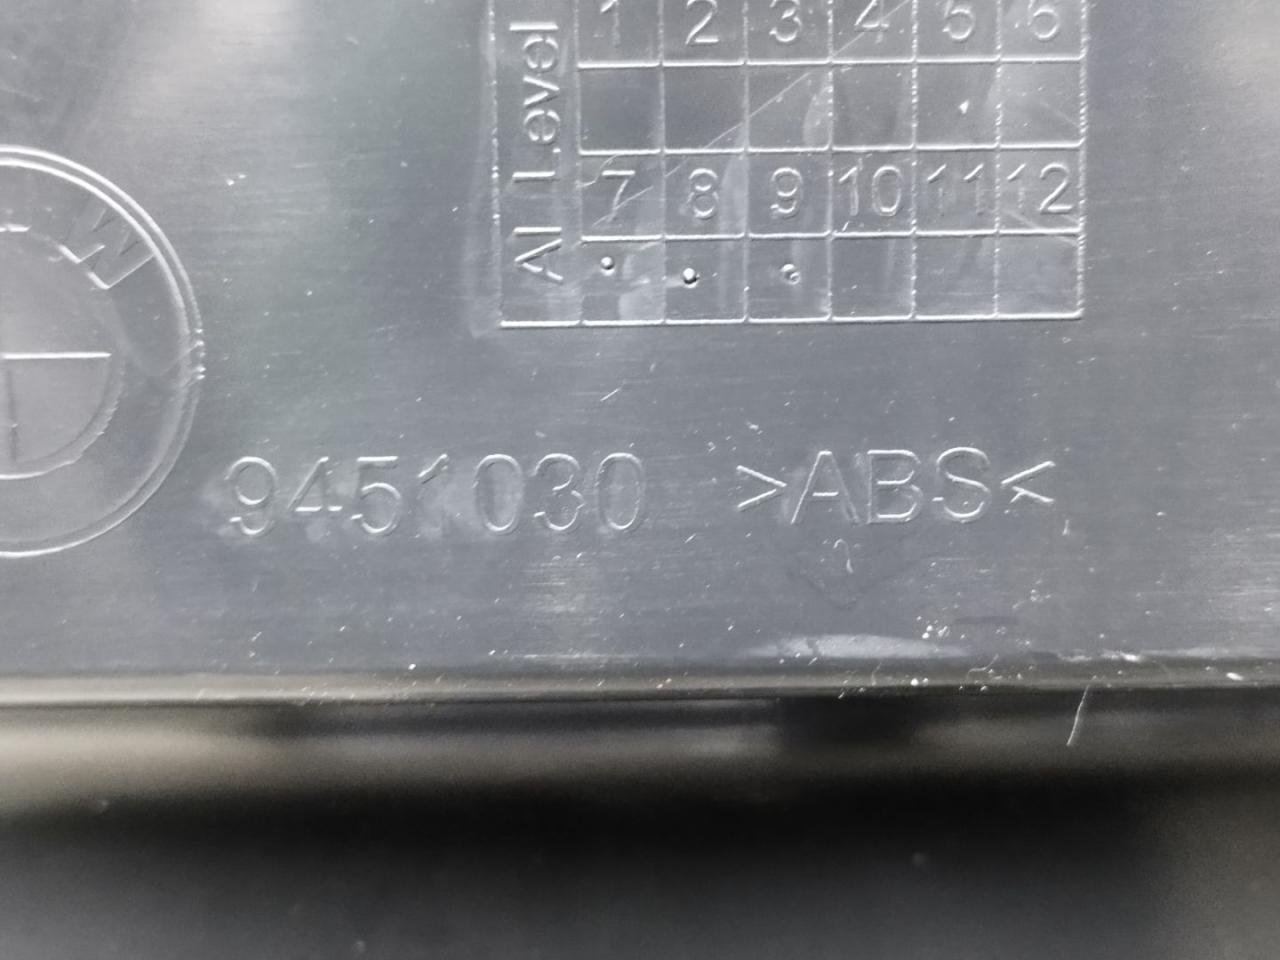 1 2 3 4 5 6
AI Level
7 8 9 10 11 12
W
9451030 >ABS<